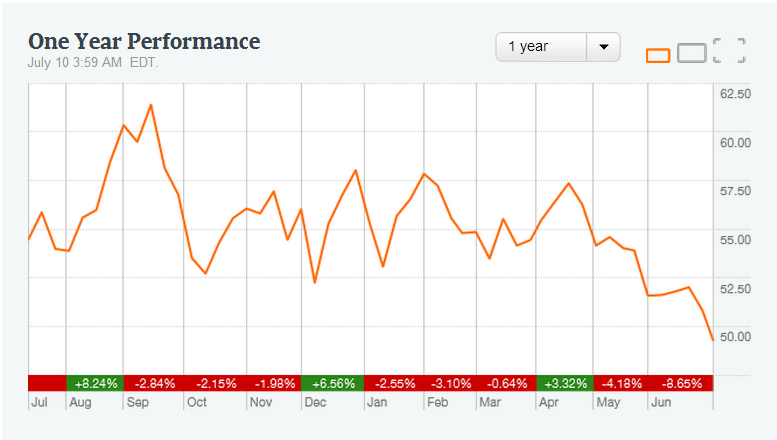 One Year Performance
July 10 3:59 AM EDT.
1 year
62.50
60.00
57.50
55.00
52.50
50.00
+8.24% -2.84% -2.15% -1.98% +6.56% -2.55% -3.10% -0.64% +3.32% -4.18% -8.65%
Jul Aug Sep Oct Nov Dec Jan Feb Mar Apr May Jun